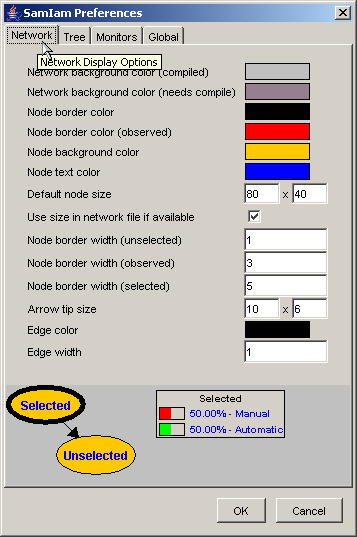 SamIam Preferences
Network Tree Monitors Global
Network Display Options
Network background color (compiled)
Network background color (needs compile)
Node border color
Node border color (observed)
Node background color
Node text color
Default node size 80 x 40
Use size in network file if available
Node border width (unselected) 1
Node border width (observed) 3
Node border width (selected) 5
Arrow tip size 10 x 6
Edge color
Edge width 1
Selected
Unselected
Selected
50.00% - Manual
50.00% - Automatic
OK Cancel